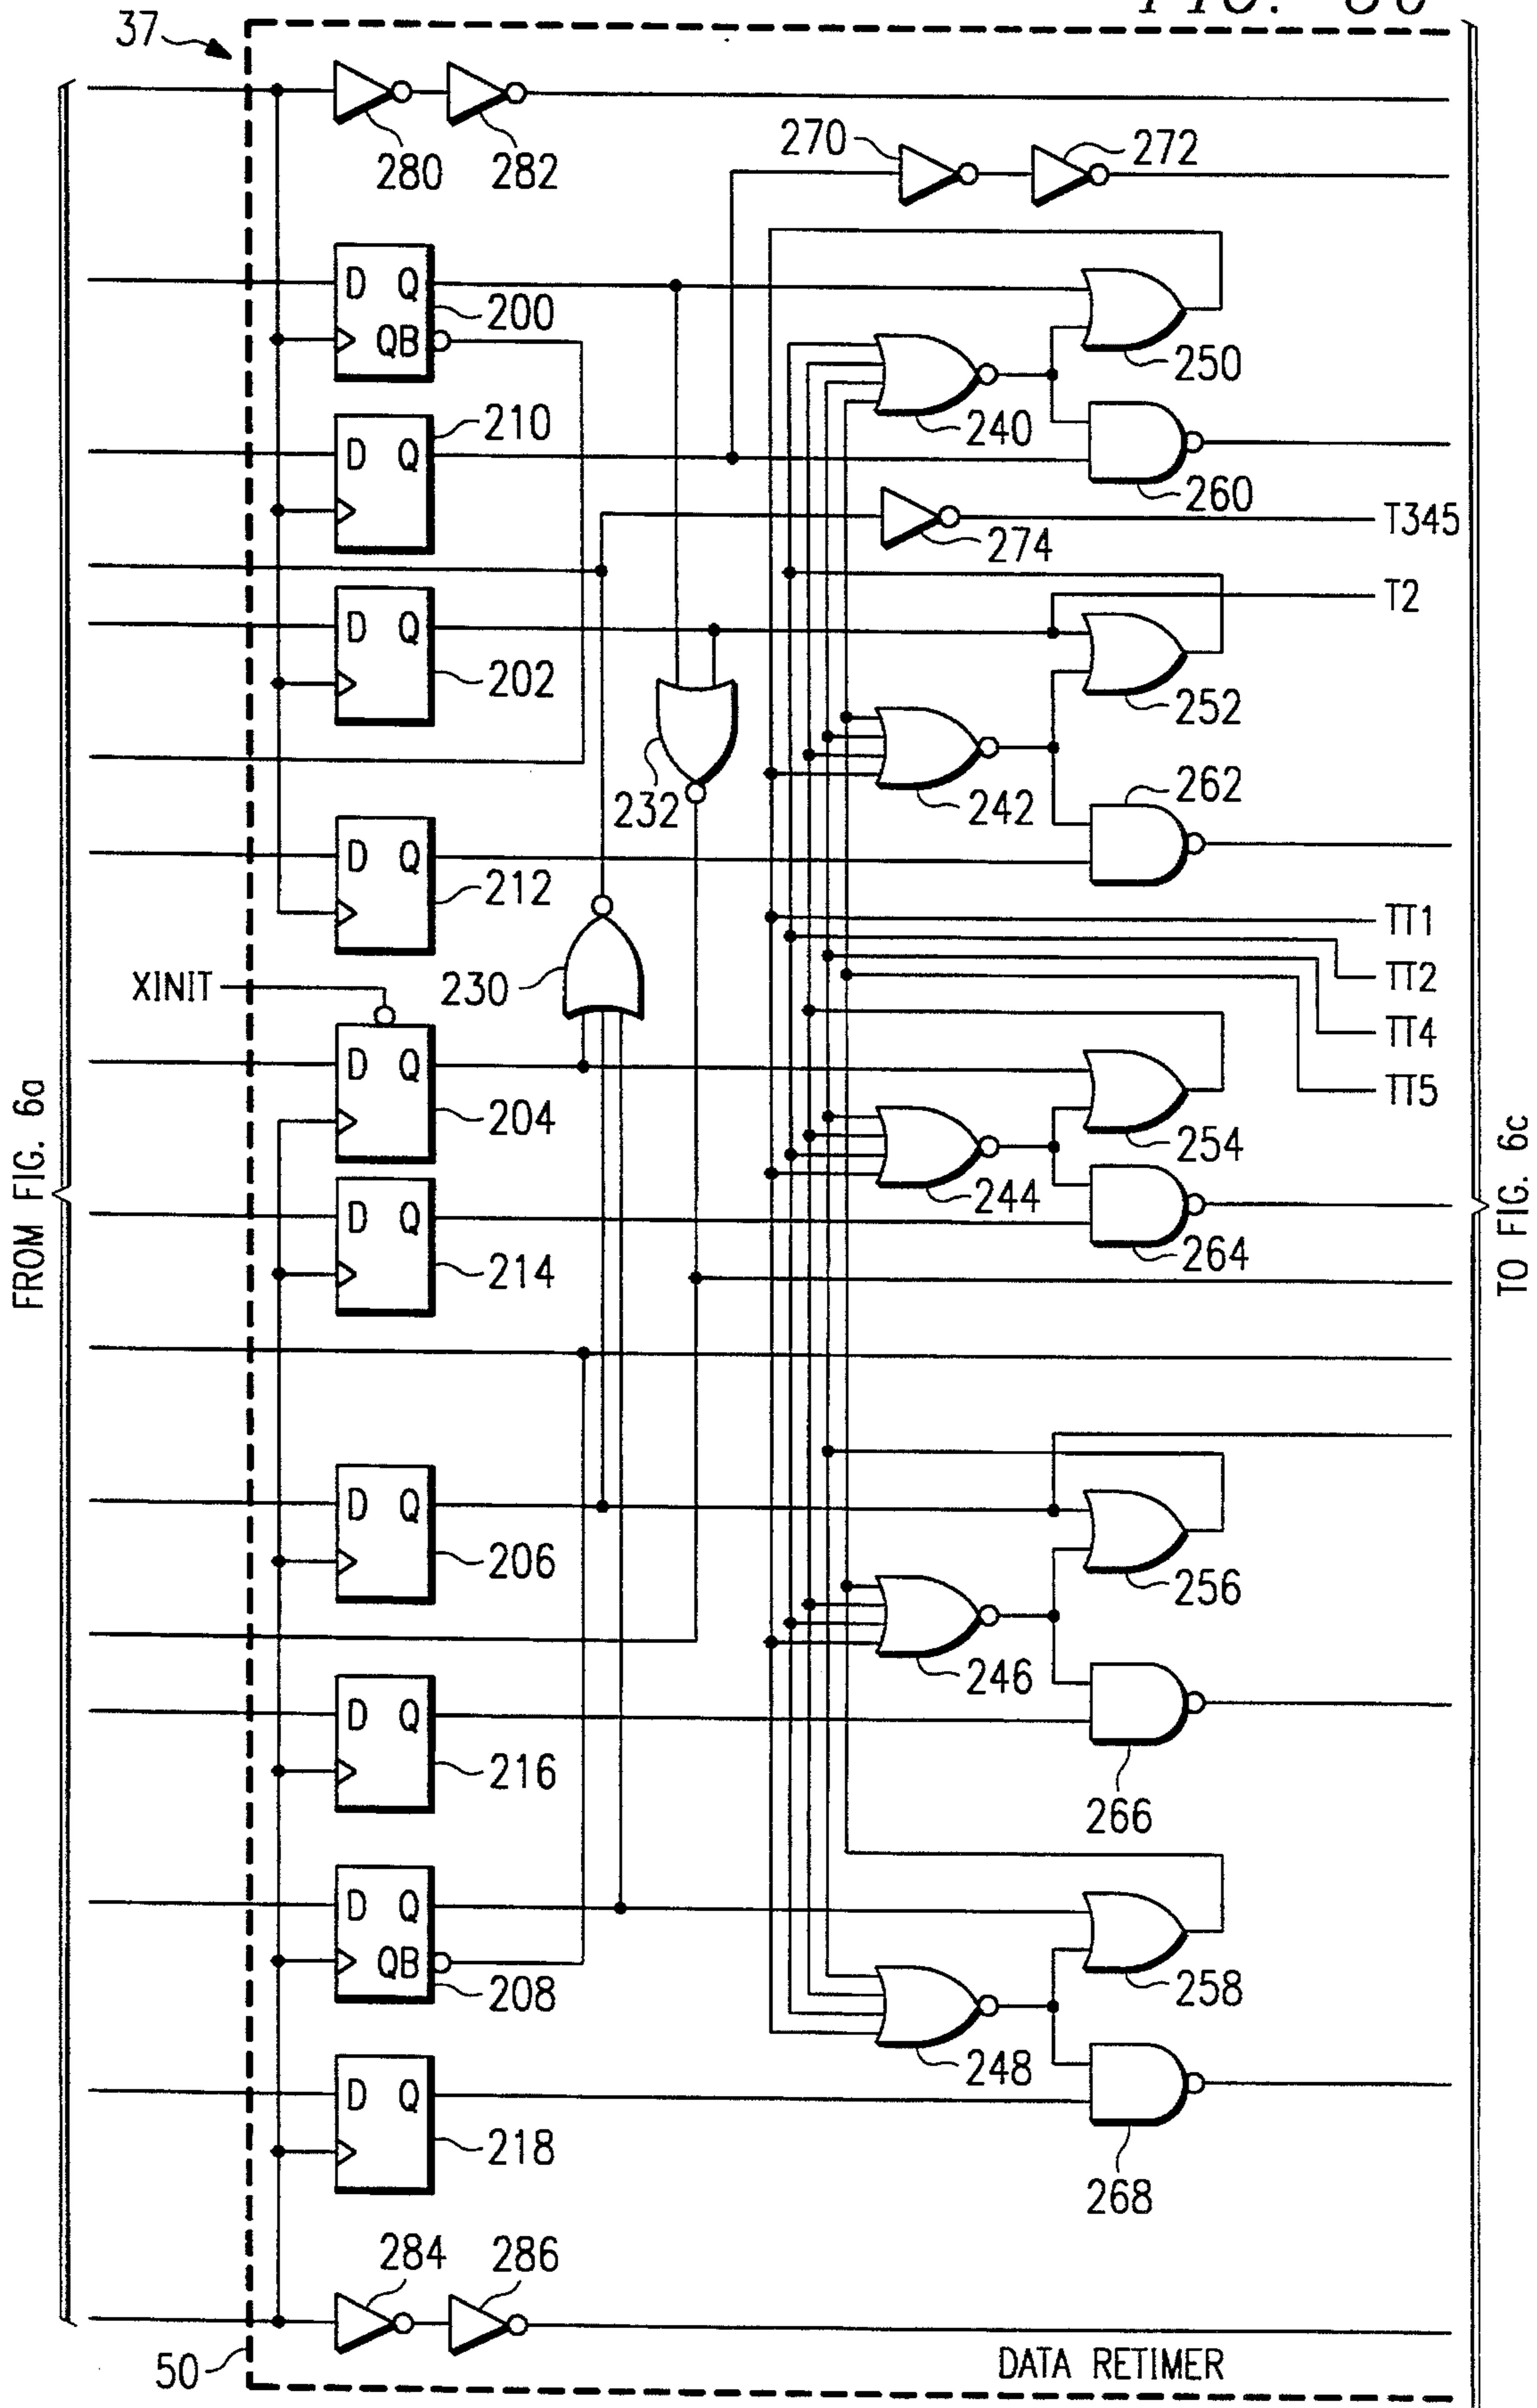 37
280
282
270
272
D Q
QB
200
250
240
D Q
210
260
T345
274
T2
D Q
202
252
232
242
262
D Q
212
TT1
XINIT
230
TT2
TT4
D Q
204
TT5
254
244
D Q
214
264
FROM FIG. 6a
TO FIG. 6c
D Q
206
256
246
D Q
216
266
D Q
QB
208
258
248
D Q
218
268
284
286
50
DATA RETIMER